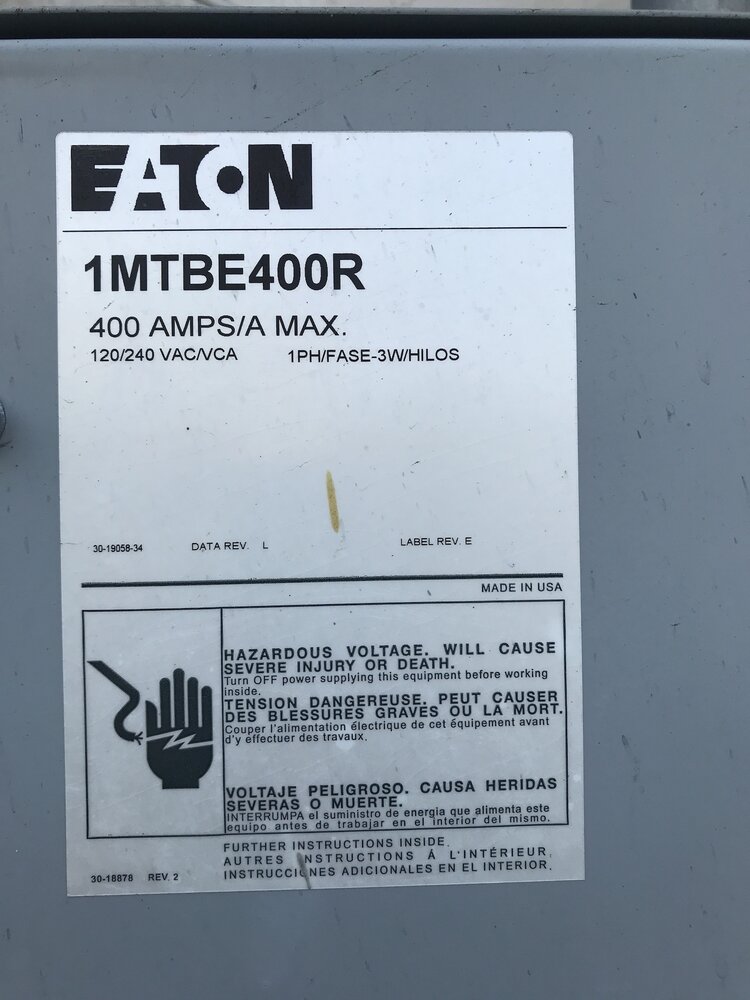 EATON
1MTBE400R
400 AMPS/A MAX.
120/240 VAC/VCA 1PH/FASE-3W/HILOS
30-19058-34 DATA REV. L LABEL REV. E
MADE IN USA
HAZARDOUS VOLTAGE. WILL CAUSE
SEVERE INJURY OR DEATH.
Turn OFF power supplying this equipment before working
inside.
TENSION DANGEREUSE. PEUT CAUSER
DES BLESSURES GRAVES OU LA MORT.
Couper l'alimentation électrique de cet équipement avant
d'y effectuer des travaux.
VOLTAJE PELIGROSO. CAUSA HERIDAS
SEVERAS O MUERTE.
INTERRUMPA el suministro de energia que alimenta este
equipo antes de trabajar en el interior del mismo.
FURTHER INSTRUCTIONS INSIDE.
AUTRES INSTRUCTIONS Á L'INTÉRIEUR.
INSTRUCCIONES ADICIONALES EN EL INTERIOR.
30-18878 REV. 2